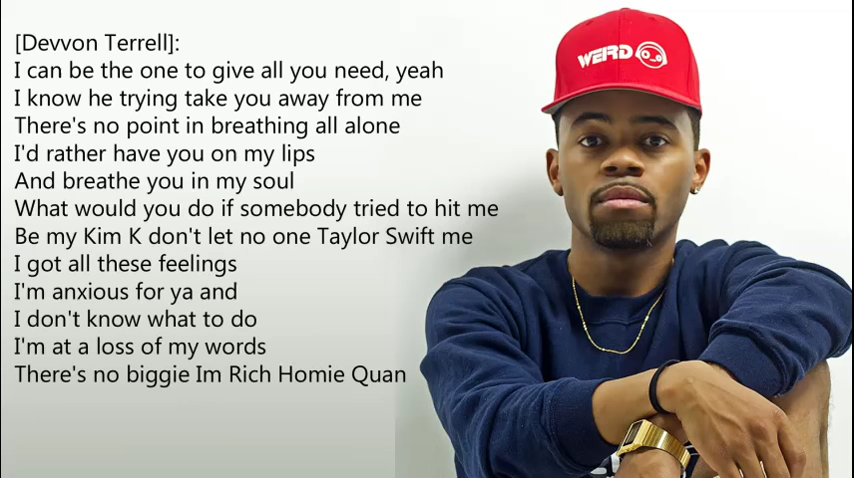 [Devvon Terrell]:
I can be the one to give all you need, yeah
I know he trying take you away from me
There's no point in breathing all alone
I'd rather have you on my lips
And breathe you in my soul
What would you do if somebody tried to hit me
Be my Kim K don't let no one Taylor Swift me
I got all these feelings
I'm anxious for ya and
I don't know what to do
I'm at a loss of my words
There's no biggie Im Rich Homie Quan
WERD